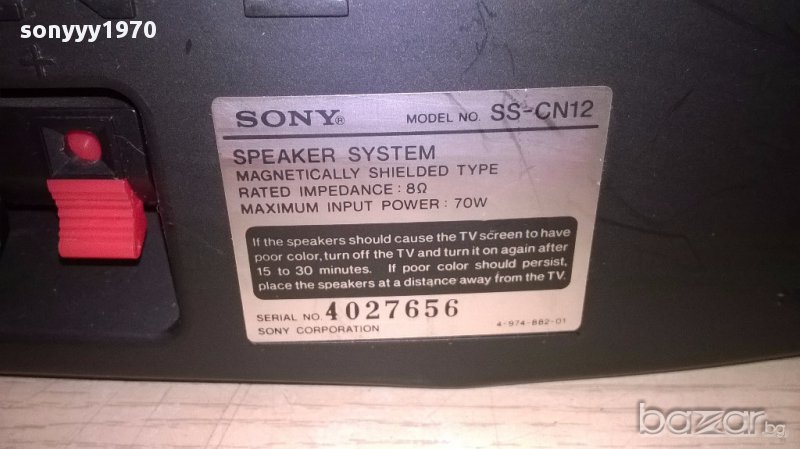 sonyyy1970
+
SONY®
MODEL NO. SS-CN12
SPEAKER SYSTEM
MAGNETICALLY SHIELDED TYPE
RATED IMPEDANCE : 8Ω
MAXIMUM INPUT POWER : 70W
If the speakers should cause the TV screen to have
poor color, turn off the TV and turn it on again after
15 to 30 minutes. If poor color should persist,
place the speakers at a distance away from the TV.
SERIAL NO. 4027656
SONY CORPORATION
4-974-882-01
bazar.bg